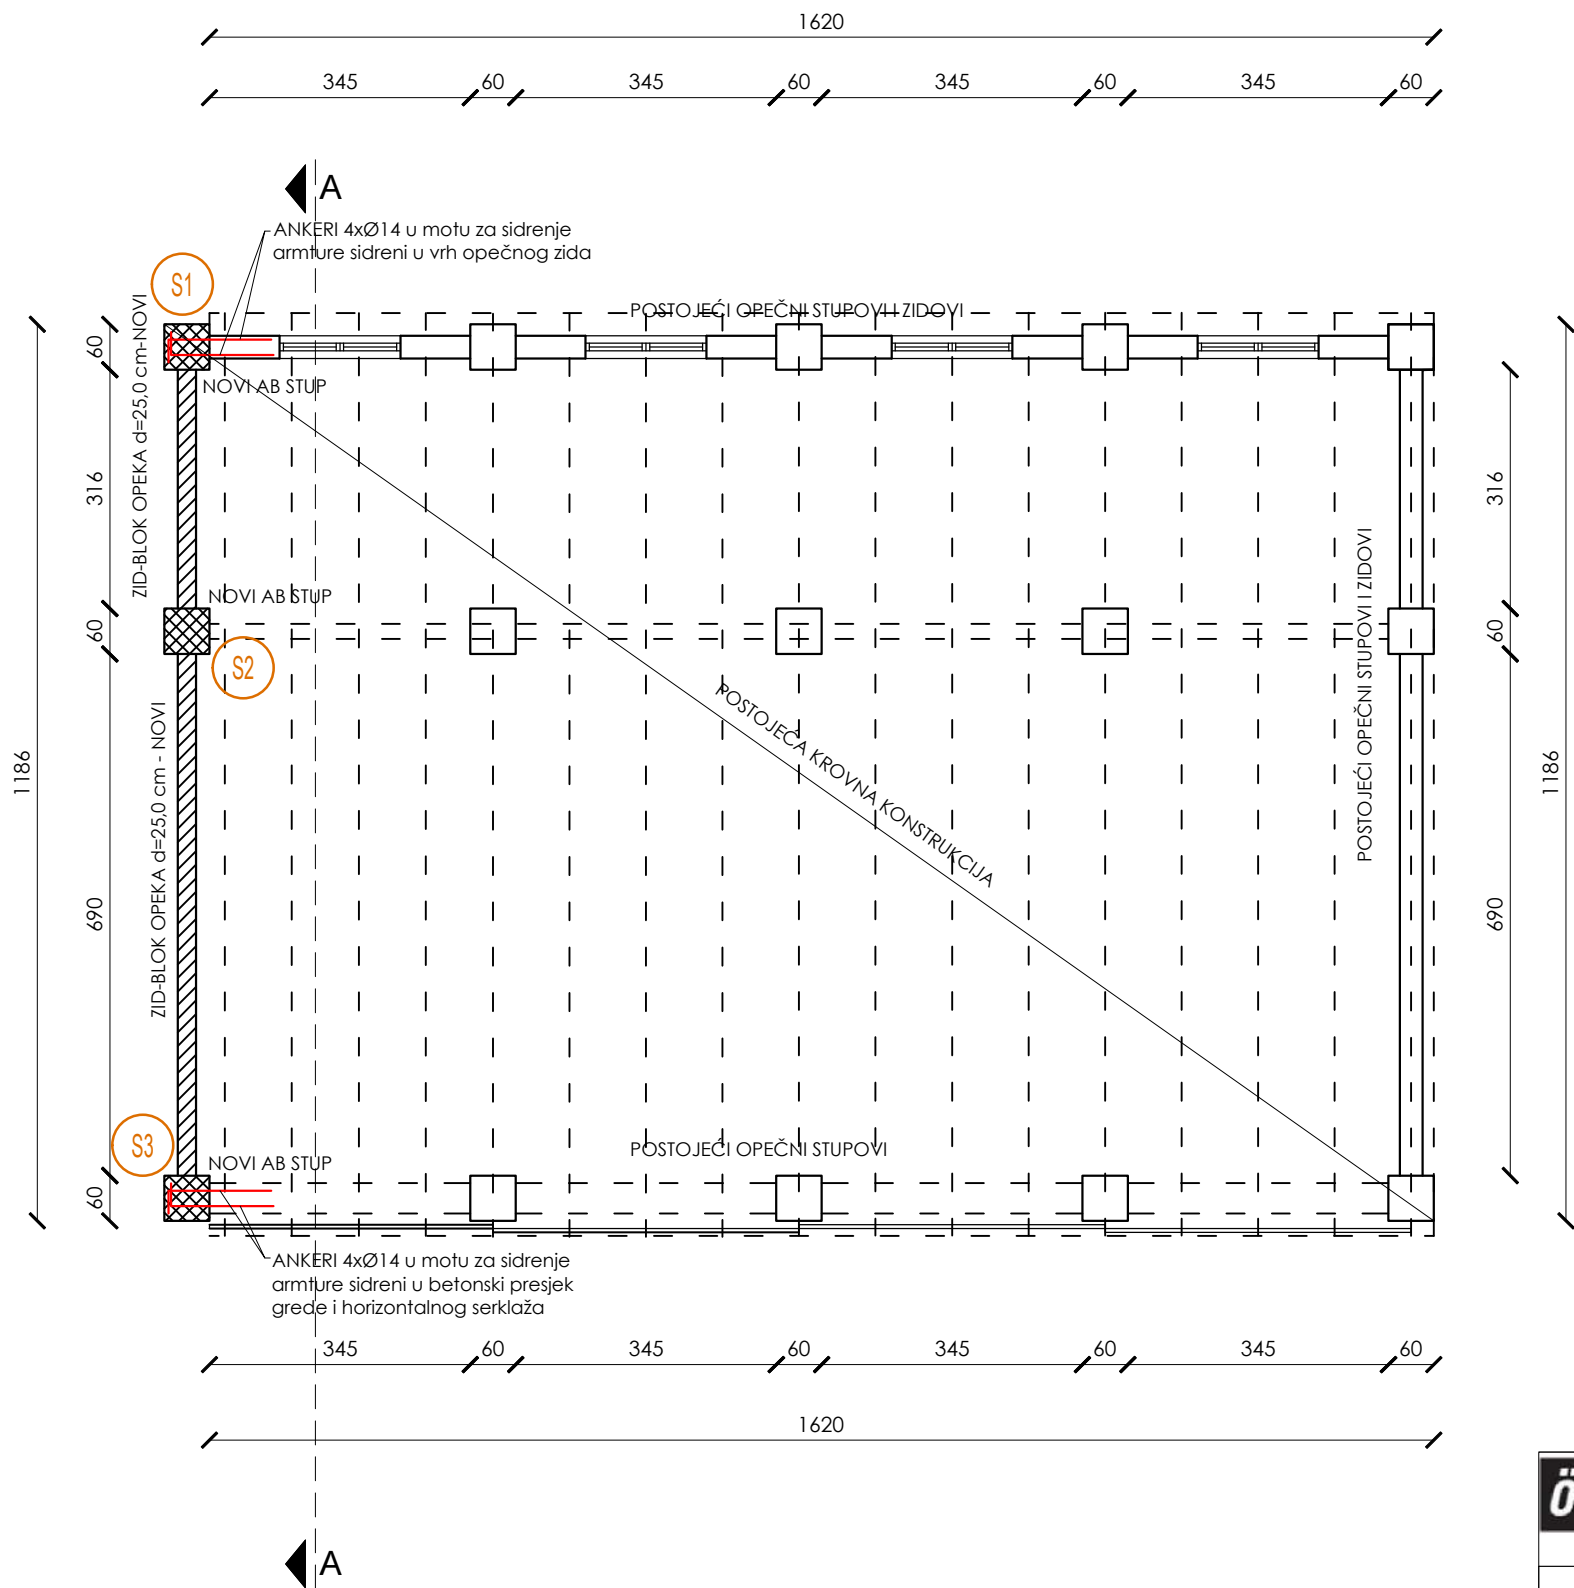 1620
345 60 345 60 345 60 345 60
A
ANKERI 4xØ14 u motu za sidrenje
armture sidreni u vrh opečnog zida
S1
POSTOJEĆI OPEČNI STUPOVI I ZIDOVI
ZID-BLOK OPEKA d=25,0 cm-NOVI
NOVI AB STUP
60
316
60
690
60
1186
NOVI AB STUP
S2
ZID-BLOK OPEKA d=25,0 cm - NOVI
POSTOJEĆA KROVNA KONSTRUKCIJA
POSTOJEĆI OPEČNI STUPOVI I ZIDOVI
316
60
690
1186
S3
NOVI AB STUP
POSTOJEĆI OPEČNI STUPOVI
ANKERI 4xØ14 u motu za sidrenje
armture sidreni u betonski presjek
grede i horizontalnog serklaža
345 60 345 60 345 60 345 60
1620
A
Ö